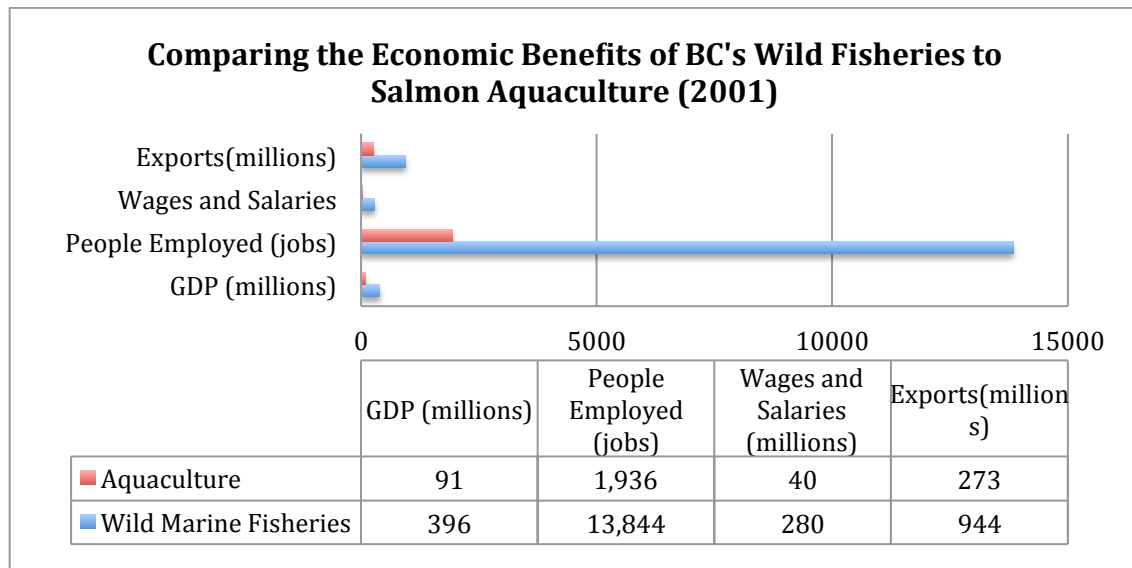 Comparing the Economic Benefits of BC's Wild Fisheries to
Salmon Aquaculture (2001)
Exports(millions)
Wages and Salaries
People Employed (jobs)
GDP (millions)
0 5000 10000 15000
GDP (millions)
People
Employed
(jobs)
Wages and
Salaries
(millions)
Exports(million
s)
Aquaculture 91 1,936 40 273
Wild Marine Fisheries 396 13,844 280 944